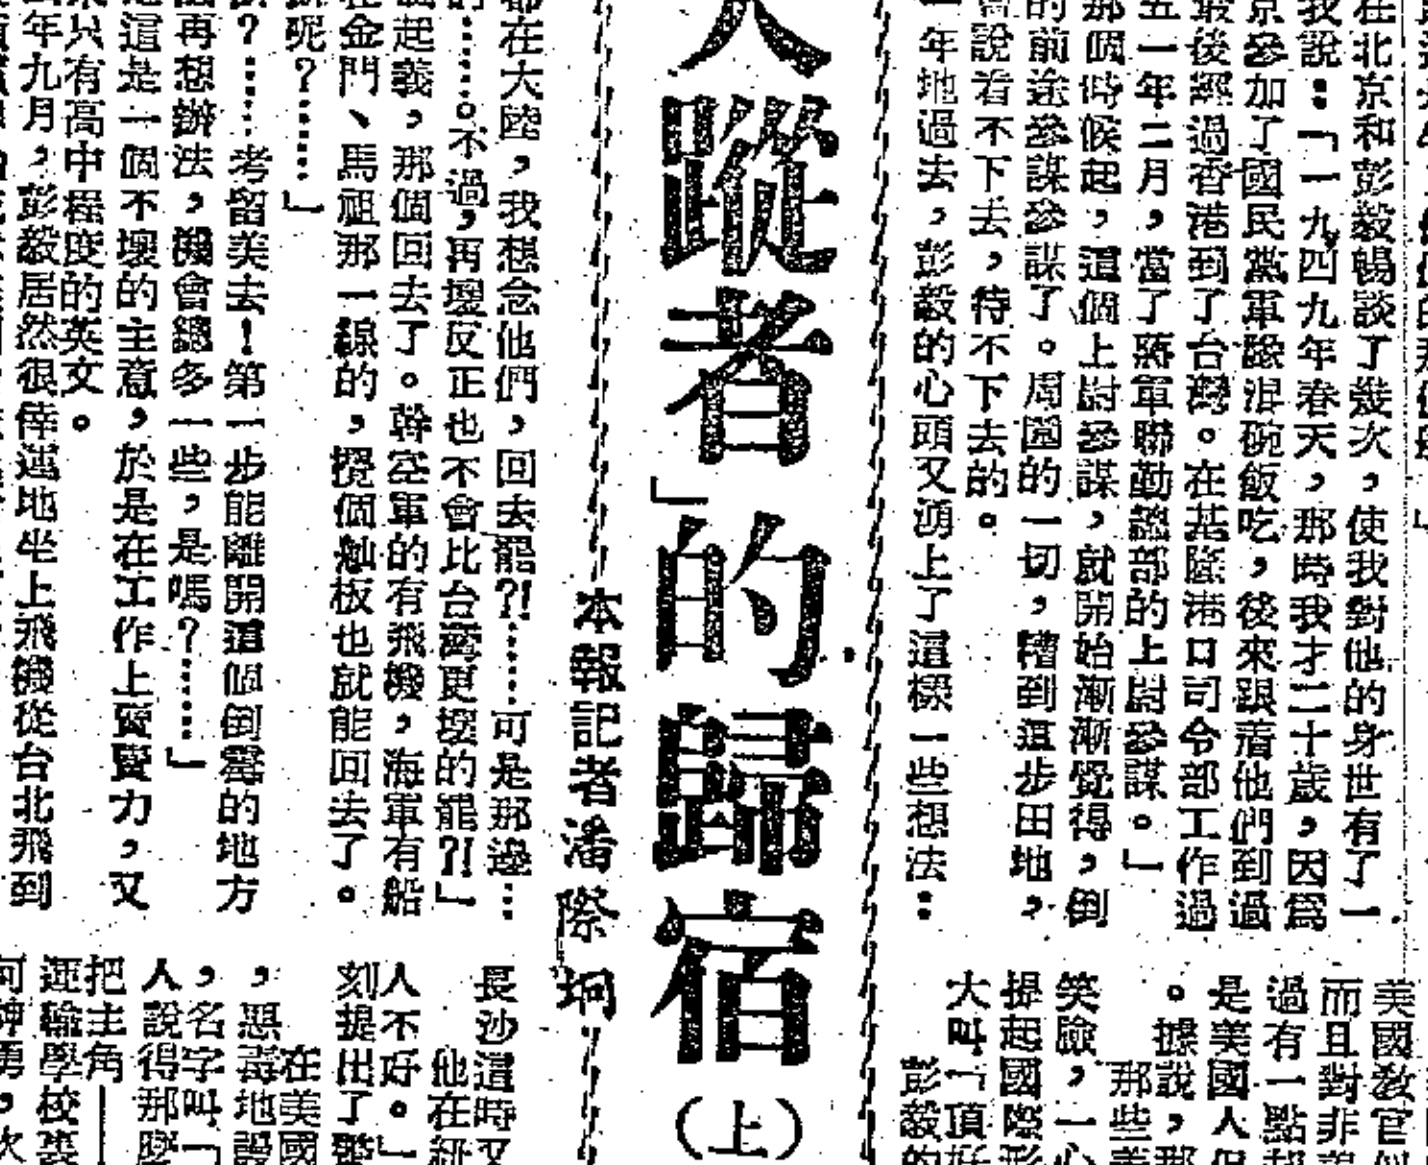 在北京和彭毅暢談了幾次，使我對他的身世有了一
我說：「一九四九年春天，那時我才二十歲，因為
京參加了國民黨軍隊混碗飯吃，後來跟着他們到過
最後經過香港到了台灣。在基隆港口司令部工作過
五一年二月，當了蔣軍聯勤總部的上尉參謀。」
那個時候起，這個上尉參謀，就開始漸漸覺得，倒
的前途參謀參謀了。周圍的一切，糟到這步田地，
說着不下去，待不下去的。
一年地過去，彭毅的心頭又湧上了這樣一些想法：
人蹤者」的歸宿（上）
本報記者潘際坰
都在大陸，我想念他們，回去罷？！……可是那邊…
……。不過，再壞反正也不會比台灣更壞的罷？！」
起義，那個回去了。幹空軍的有飛機，海軍有船
在金門、馬祖那一線的，攪個舢板也就能回去了。
呢？……」
？……考留美去！第一步能離開這個倒霉的地方
再想辦法，機會總多一些，是嗎？……」
這是一個不壞的主意，於是在工作上賣賣力，又
只有高中程度的英文。
年九月，彭毅居然很倖運地坐上飛機從台北飛到
美國教官
而且對非
過有一點
是美國人
。據說，那
那些美
笑臉，一心
提起國際形
大叫「頂好
彭毅的
長沙這時又
他在紐
人不好。」
刻提出了警
在美國
，惡毒地說
，名字叫「
人說得那麼
把主角—
運輸學校裝